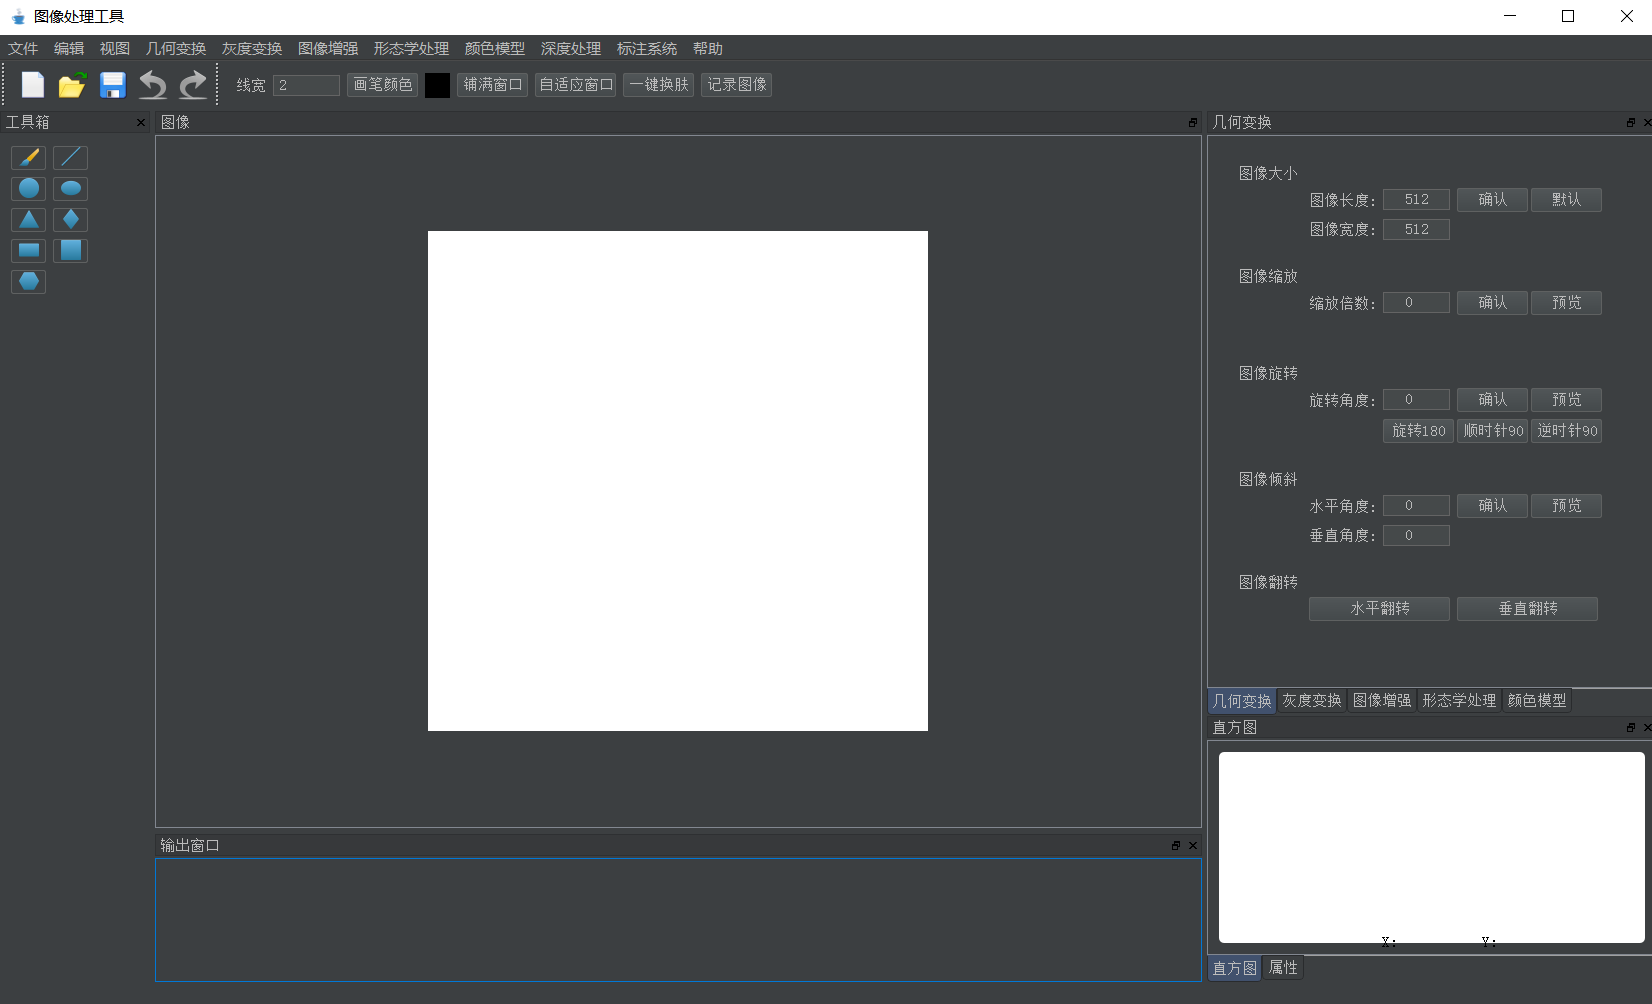 图像处理工具
文件 编辑 视图 几何变换 灰度变换 图像增强 形态学处理 颜色模型 深度处理 标注系统 帮助
线宽 2 画笔颜色 铺满窗口 自适应窗口 一键换肤 记录图像
工具箱
图像
几何变换
图像大小
图像长度: 512 确认 默认
图像宽度: 512
图像缩放
缩放倍数: 0 确认 预览
图像旋转
旋转角度: 0 确认 预览
旋转180 顺时针90 逆时针90
图像倾斜
水平角度: 0 确认 预览
垂直角度: 0
图像翻转
水平翻转 垂直翻转
几何变换 灰度变换 图像增强 形态学处理 颜色模型
直方图
X: Y:
直方图 属性
输出窗口